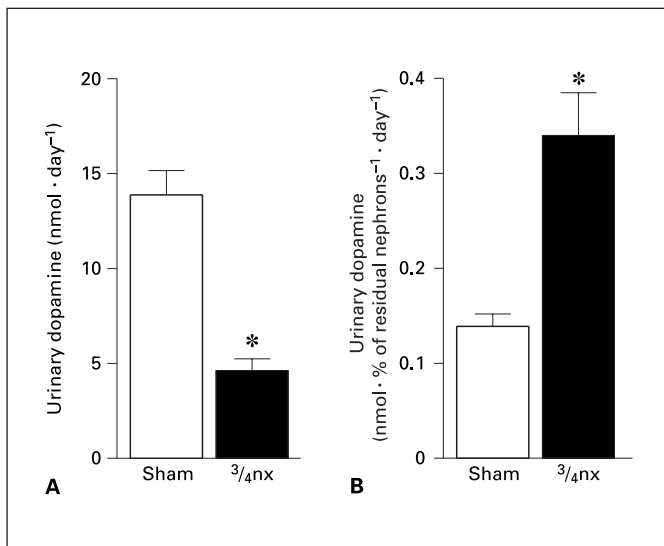 Urinary dopamine (nmol · day⁻¹)
20
15
10
5
0
*
Sham
³/₄nx
A
Urinary dopamine
(nmol · % of residual nephrons⁻¹ · day⁻¹)
0.4
0.3
0.2
0.1
0
*
Sham
³/₄nx
B